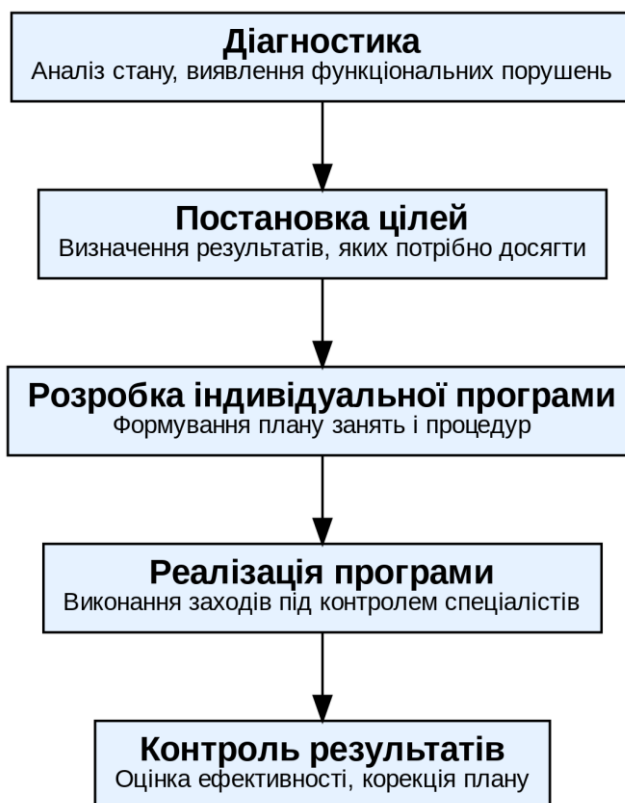 Діагностика
Аналіз стану, виявлення функціональних порушень
Постановка цілей
Визначення результатів, яких потрібно досягти
Розробка індивідуальної програми
Формування плану занять і процедур
Реалізація програми
Виконання заходів під контролем спеціалістів
Контроль результатів
Оцінка ефективності, корекція плану